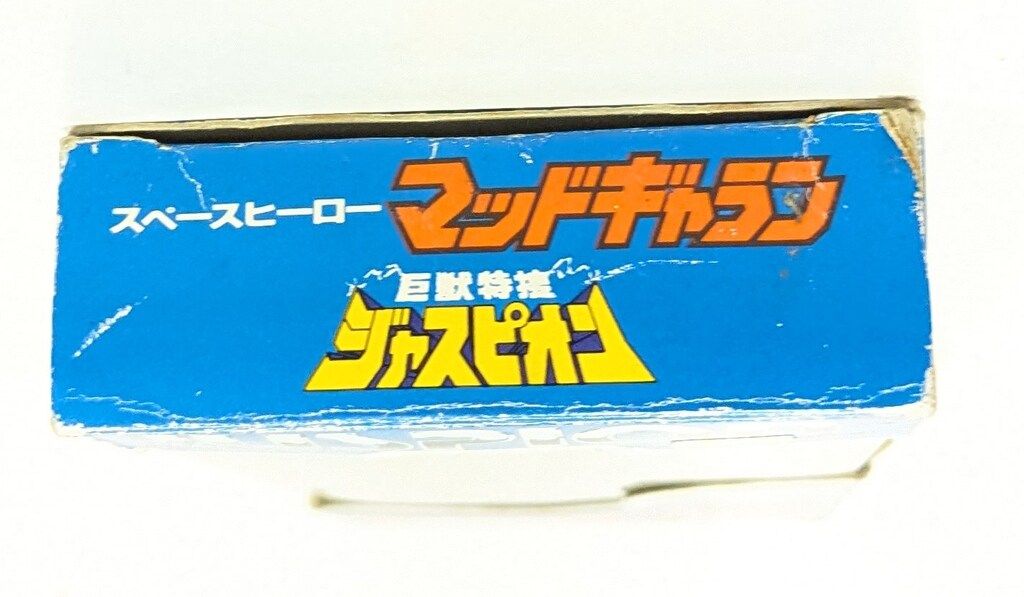 スペースヒーロー マッドギャラン
巨獣特捜
ジャスピオン